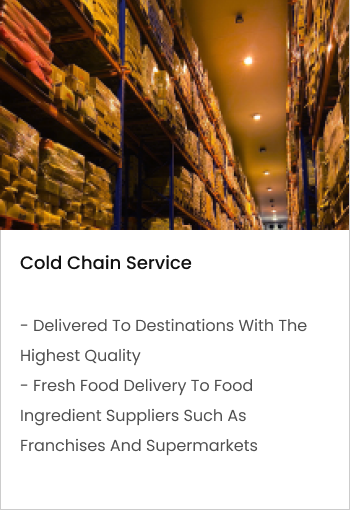 Cold Chain Service
- Delivered To Destinations With The
Highest Quality
- Fresh Food Delivery To Food
Ingredient Suppliers Such As
Franchises And Supermarkets